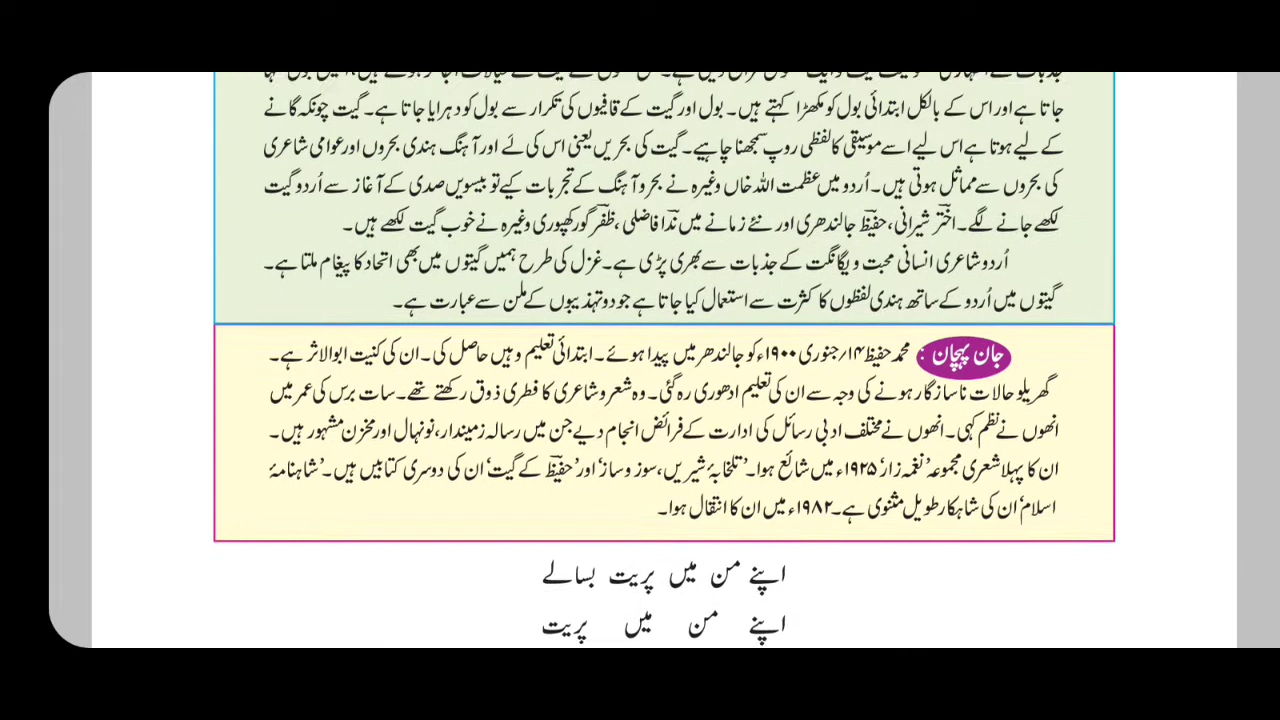 جاتا ہے اور اس کے بالکل ابتدائی بول کو مکھڑا کہتے ہیں۔ بول اور گیت کے قافیوں کی تکرار سے بول کو دہرایا جاتا ہے۔ گیت چونکہ گانے
کے لیے ہوتا ہے اس لیے اسے موسیقی کا لفظی روپ سمجھنا چاہیے۔ گیت کی بحریں یعنی اس کی لَے اور آہنگ ہندی بحروں اور عوامی شاعری
کی بحروں سے مماثل ہوتی ہیں۔ اُردو میں عظمت اللہ خاں وغیرہ نے بحر و آہنگ کے تجربات کیے تو بیسویں صدی کے آغاز سے اُردو گیت
لکھے جانے لگے۔ اختر شیرانی، حفیظ جالندھری اور نئے زمانے میں ندا فاضلی، ظفر گورکھپوری وغیرہ نے خوب گیت لکھے ہیں۔
اُردو شاعری انسانی محبت و یگانگت کے جذبات سے بھری پڑی ہے۔ غزل کی طرح ہمیں گیتوں میں بھی اتحاد کا پیغام ملتا ہے۔
گیتوں میں اُردو کے ساتھ ہندی لفظوں کا کثرت سے استعمال کیا جاتا ہے جو دو تہذیبوں کے ملن سے عبارت ہے۔
جان پہچان : محمد حفیظ ۱۴؍ جنوری ۱۹۰۰ء کو جالندھر میں پیدا ہوئے۔ ابتدائی تعلیم وہیں حاصل کی۔ ان کی کنیت ابوالاثر ہے۔
گھریلو حالات ناسازگار ہونے کی وجہ سے ان کی تعلیم ادھوری رہ گئی۔ وہ شعر و شاعری کا فطری ذوق رکھتے تھے۔ سات برس کی عمر میں
انھوں نے نظم کہی۔ انھوں نے مختلف ادبی رسائل کی ادارت کے فرائض انجام دیے جن میں رسالہ زمیندار، نونہال اور مخزن مشہور ہیں۔
ان کا پہلا شعری مجموعہ 'نغمہ زار' ۱۹۲۵ء میں شائع ہوا۔ 'تلخابۂ شیریں، سوز و ساز' اور 'حفیظ کے گیت' ان کی دوسری کتابیں ہیں۔ 'شاہنامۂ
اسلام' ان کی شاہکار طویل مثنوی ہے۔ ۱۹۸۲ء میں ان کا انتقال ہوا۔
اپنے من میں پریت بسالے
اپنے من میں پریت